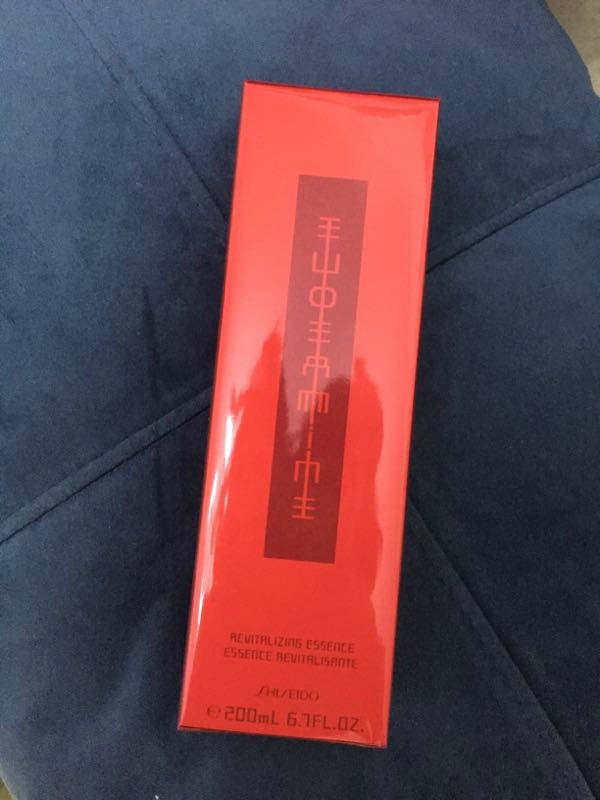 EUDERMINE
REVITALIZING ESSENCE
ESSENCE REVITALISANTE
SHISEIDO
℮ 200mL 6.7FL.OZ.